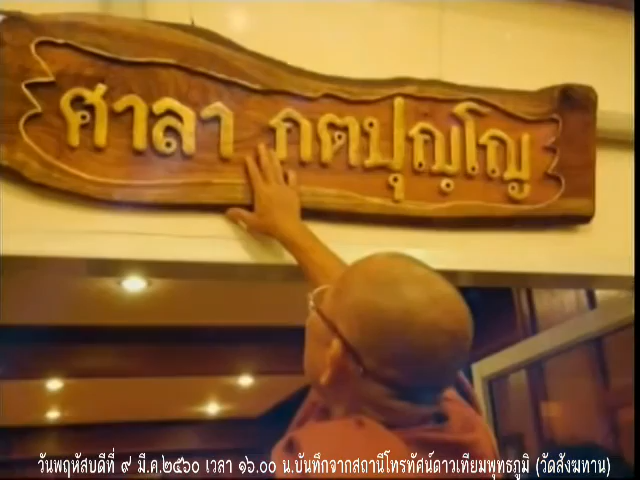 ศาลา กตปุญฺโญ
วันพฤหัสบดีที่ ๙ มี.ค.๒๕๖๐ เวลา ๑๖.๐๐ น.บันทึกจากสถานีโทรทัศน์ดาวเทียมพุทธภูมิ (วัดสังฆทาน)